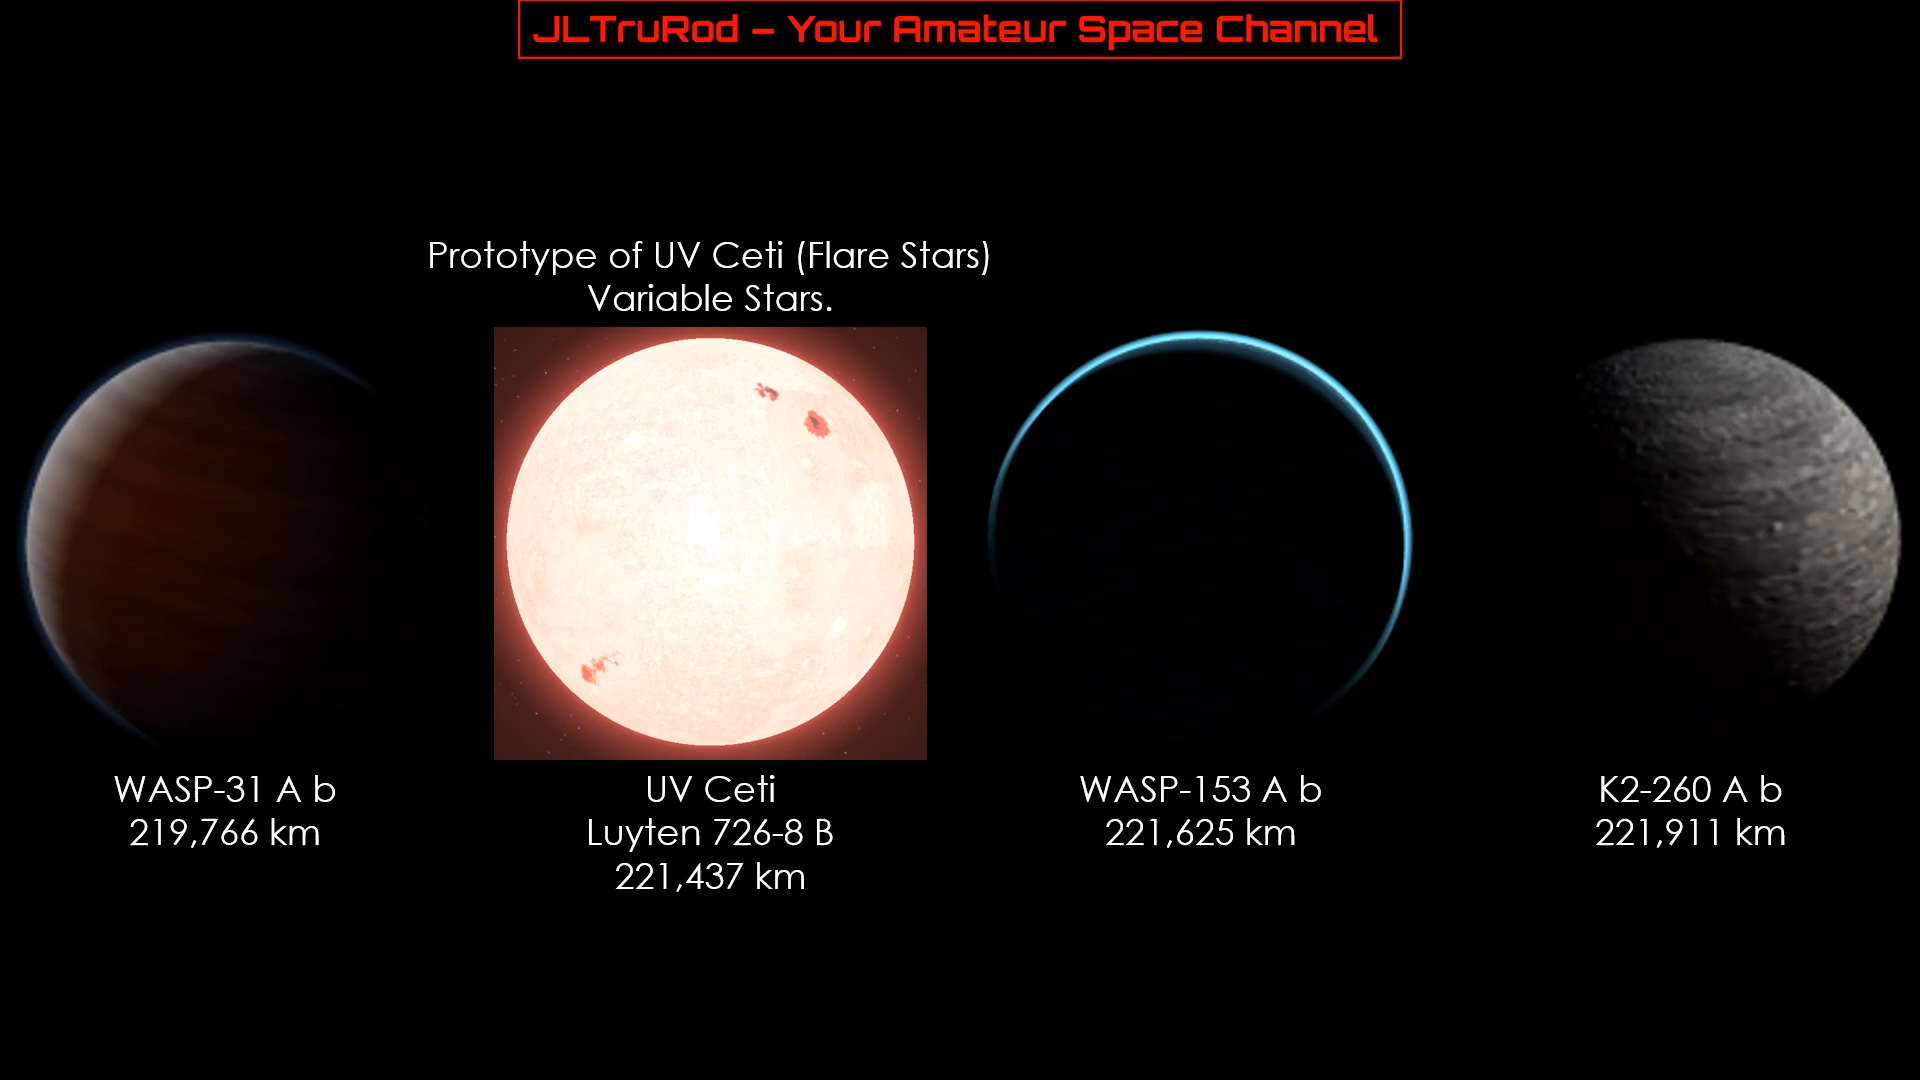 JLTruRod – Your Amateur Space Channel
Prototype of UV Ceti (Flare Stars)
Variable Stars.
WASP-31 A b
219,766 km
UV Ceti
Luyten 726-8 B
221,437 km
WASP-153 A b
221,625 km
K2-260 A b
221,911 km